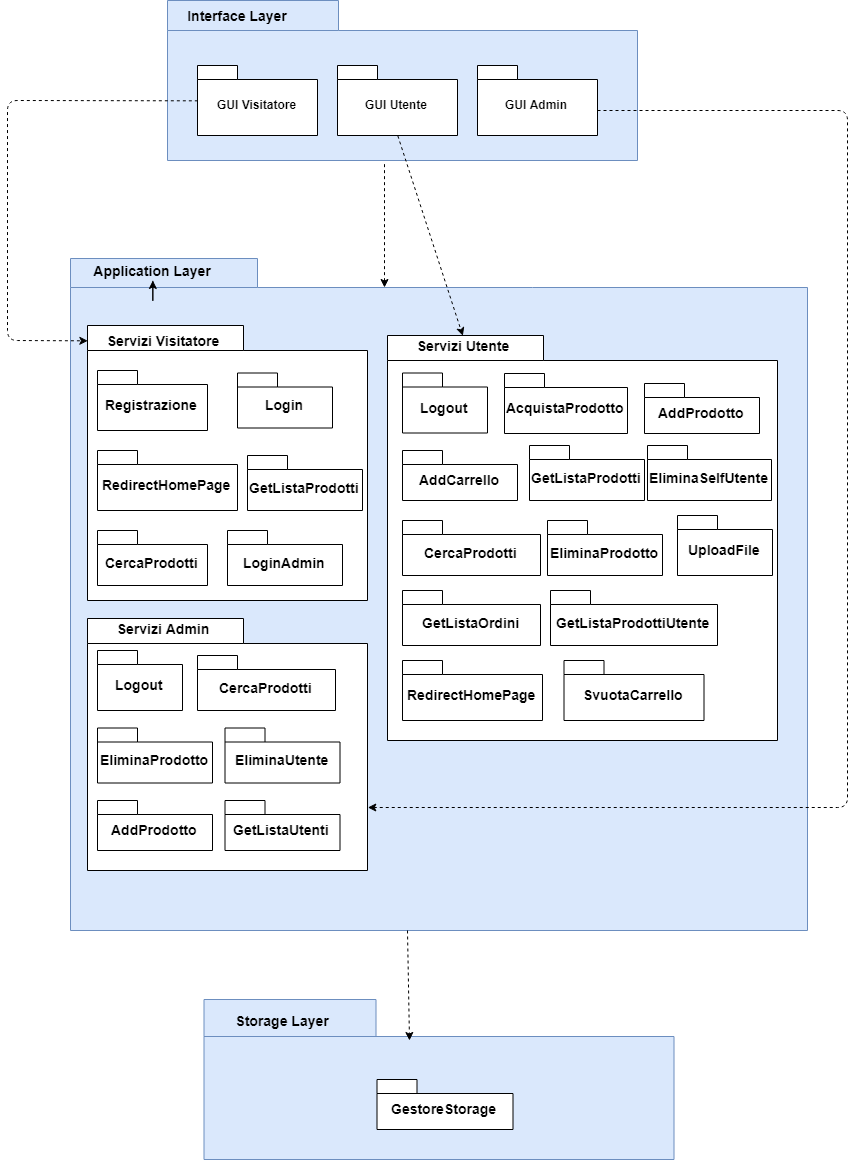 Interface Layer
GUI Visitatore
GUI Utente
GUI Admin
Application Layer
Servizi Visitatore
Registrazione
Login
RedirectHomePage
GetListaProdotti
CercaProdotti
LoginAdmin
Servizi Utente
Logout
AcquistaProdotto
AddProdotto
AddCarrello
GetListaProdotti
EliminaSelfUtente
CercaProdotti
EliminaProdotto
UploadFile
GetListaOrdini
GetListaProdottiUtente
RedirectHomePage
SvuotaCarrello
Servizi Admin
Logout
CercaProdotti
EliminaProdotto
EliminaUtente
AddProdotto
GetListaUtenti
Storage Layer
GestoreStorage